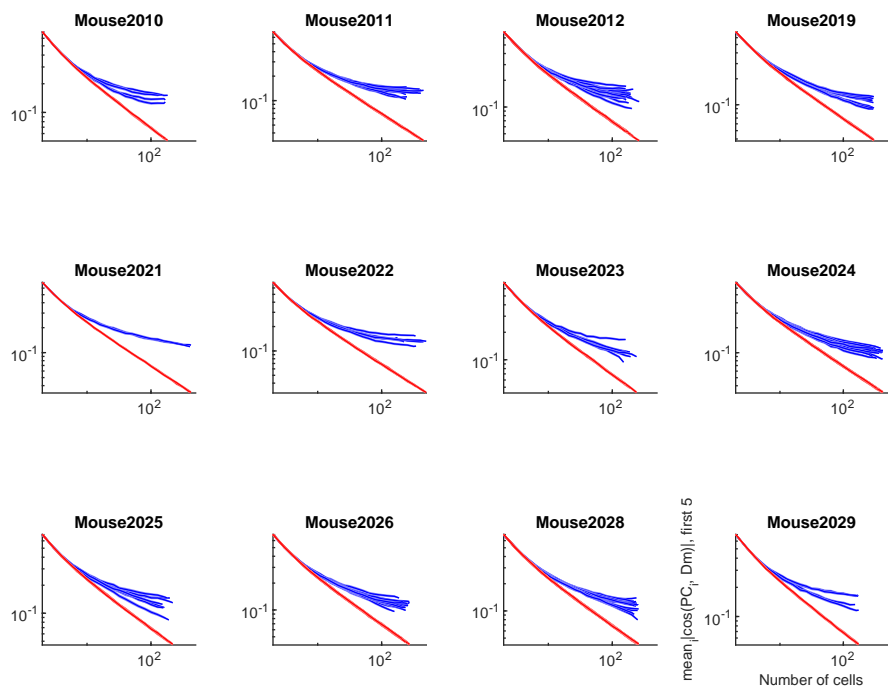 Mouse2010
Mouse2011
Mouse2012
Mouse2019
10^-1
10^-1
10^-1
10^-1
10^2
10^2
10^2
10^2
Mouse2021
Mouse2022
Mouse2023
Mouse2024
10^-1
10^-1
10^-1
10^-1
10^2
10^2
10^2
10^2
Mouse2025
Mouse2026
Mouse2028
Mouse2029
mean_i|cos(PC_i, Dm)|, first 5
10^-1
10^-1
10^-1
10^-1
10^2
10^2
10^2
10^2
Number of cells